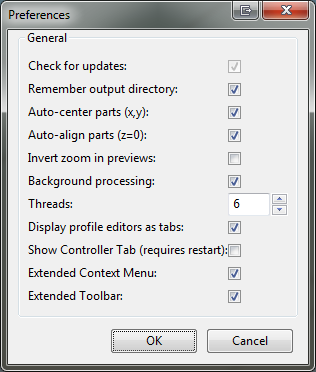 Preferences
General
Check for updates:
Remember output directory:
Auto-center parts (x,y):
Auto-align parts (z=0):
Invert zoom in previews:
Background processing:
Threads: 6
Display profile editors as tabs:
Show Controller Tab (requires restart):
Extended Context Menu:
Extended Toolbar:
OK Cancel